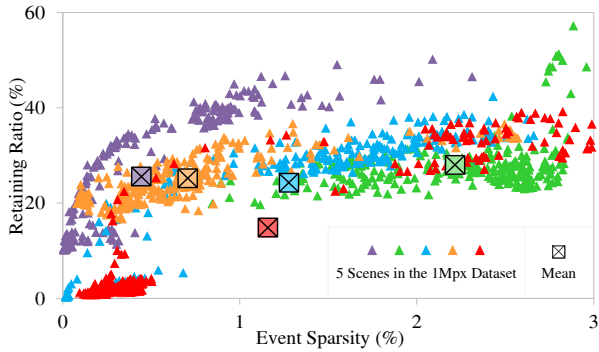 60
40
20
0
Retaining Ratio (%)
5 Scenes in the 1Mpx Dataset
Mean
0
1
2
3
Event Sparsity (%)